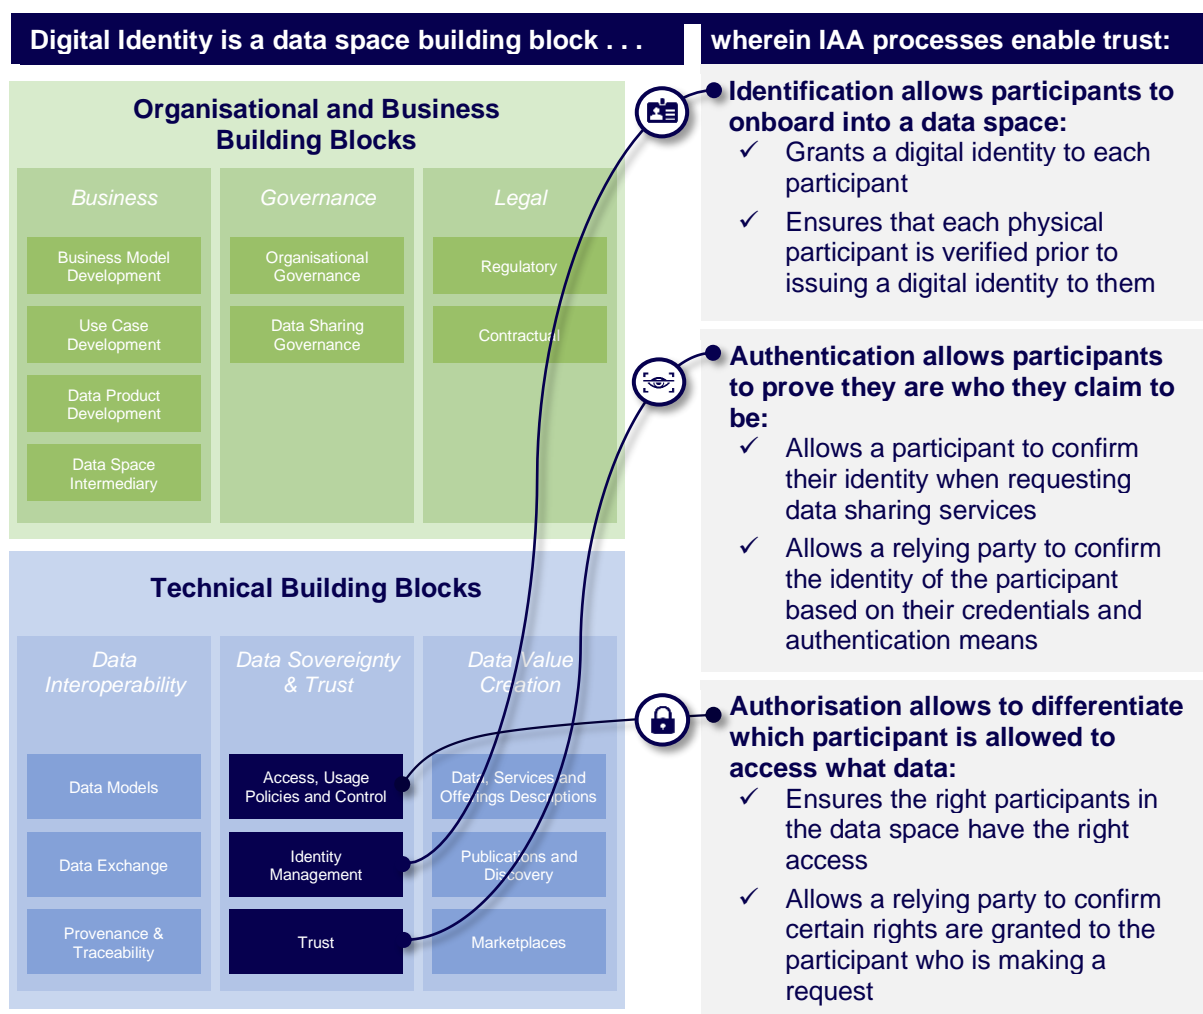 Digital Identity is a data space building block . . .
wherein IAA processes enable trust:
Organisational and Business
Building Blocks
Business
Business Model
Development
Use Case
Development
Data Product
Development
Data Space
Intermediary
Governance
Organisational
Governance
Data Sharing
Governance
Legal
Regulatory
Contractual
Technical Building Blocks
Data
Interoperability
Data Models
Data Exchange
Provenance &
Traceability
Data Sovereignty
& Trust
Access, Usage
Policies and Control
Identity
Management
Trust
Data Value
Creation
Data, Services and
Offerings Descriptions
Publications and
Discovery
Marketplaces
Identification allows participants to
onboard into a data space:
✓ Grants a digital identity to each
participant
✓ Ensures that each physical
participant is verified prior to
issuing a digital identity to them
Authentication allows participants
to prove they are who they claim to
be:
✓ Allows a participant to confirm
their identity when requesting
data sharing services
✓ Allows a relying party to confirm
the identity of the participant
based on their credentials and
authentication means
Authorisation allows to differentiate
which participant is allowed to
access what data:
✓ Ensures the right participants in
the data space have the right
access
✓ Allows a relying party to confirm
certain rights are granted to the
participant who is making a
request